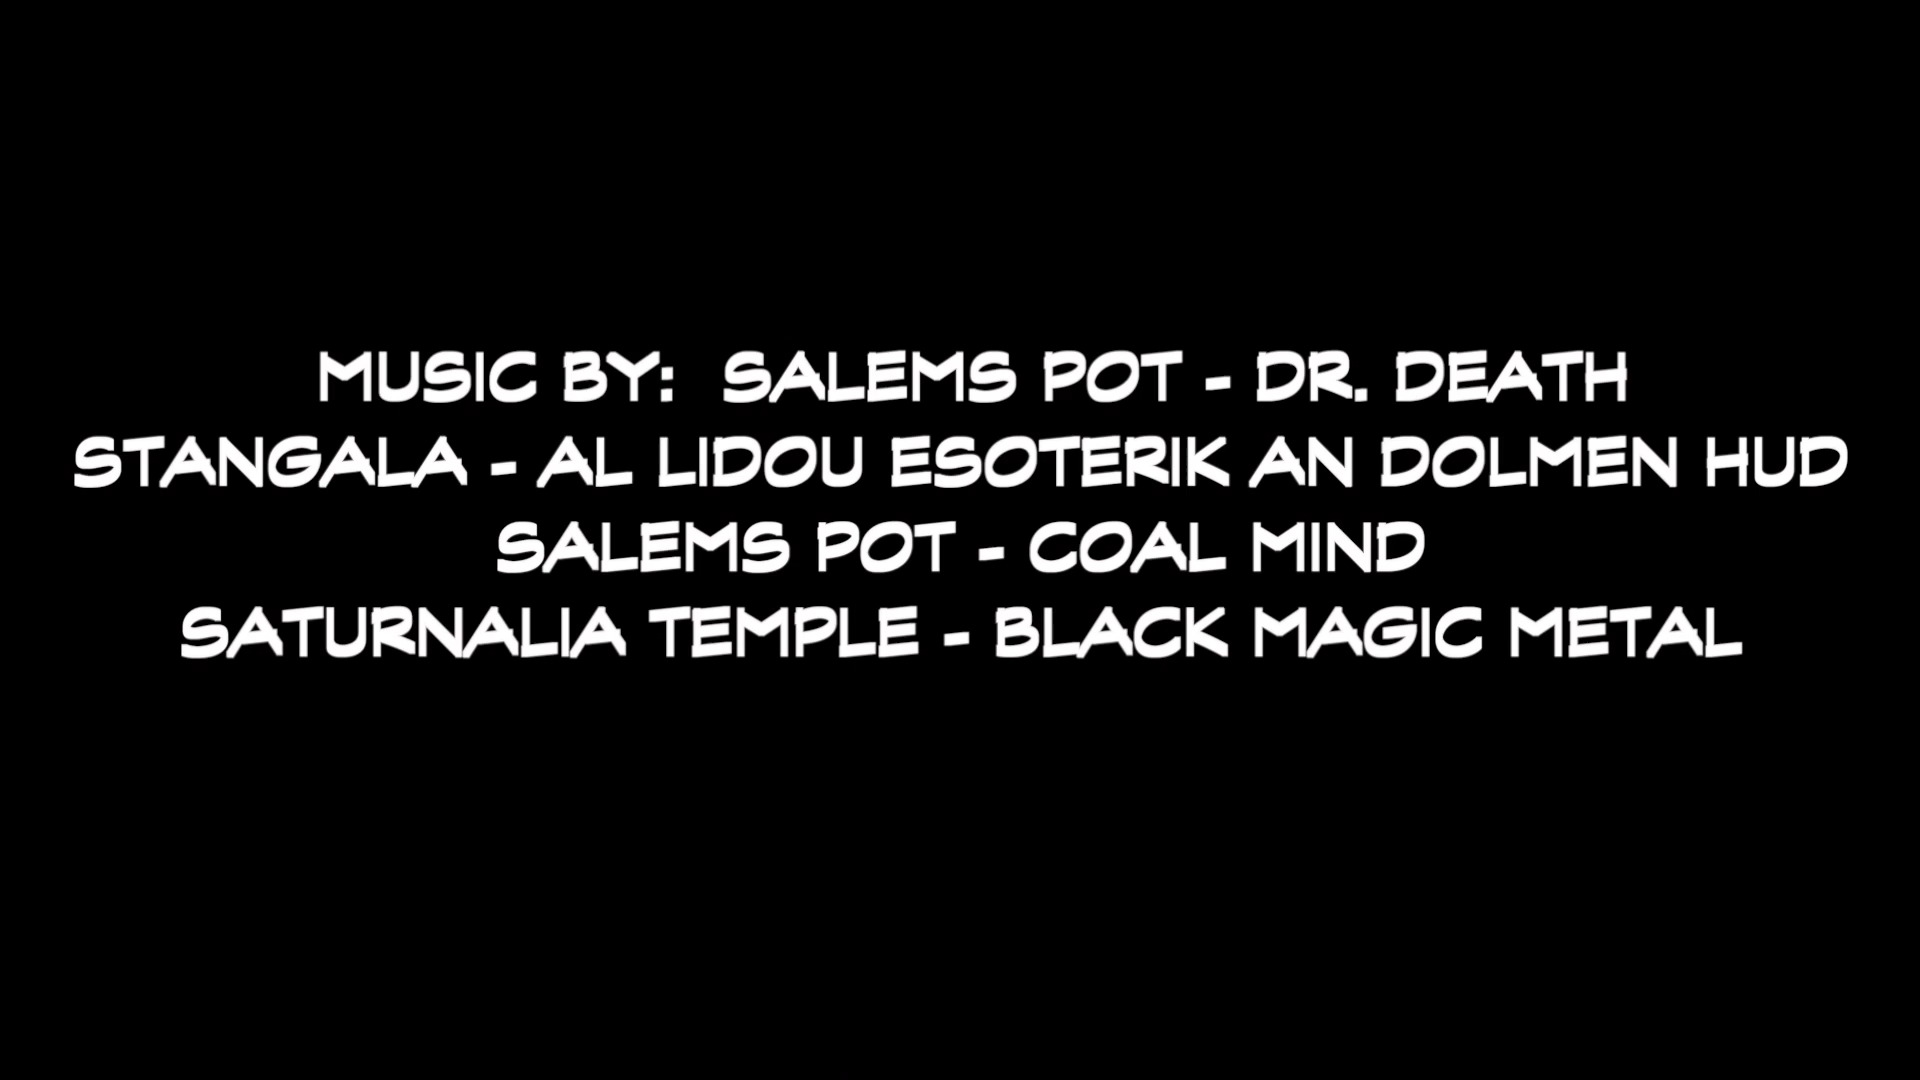 MUSIC BY:  SALEMS POT - DR. DEATH
STANGALA - AL LIDOU ESOTERIK AN DOLMEN HUD
SALEMS POT - COAL MIND
SATURNALIA TEMPLE - BLACK MAGIC METAL